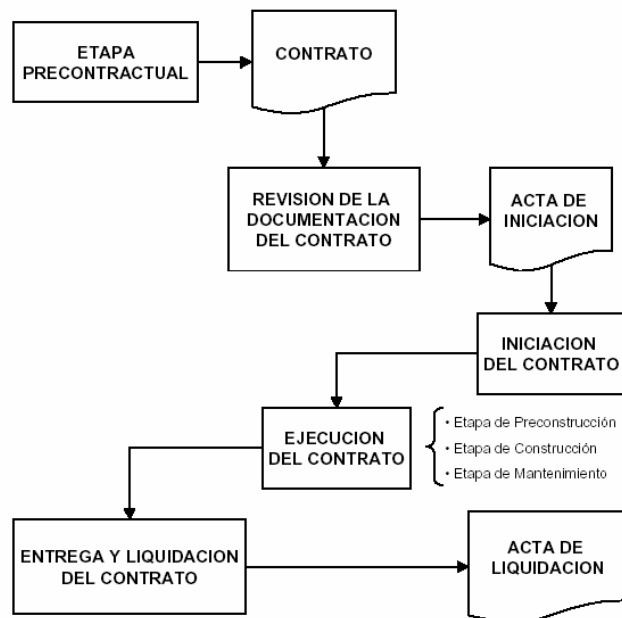 ETAPA
PRECONTRACTUAL
CONTRATO
REVISION DE LA
DOCUMENTACION
DEL CONTRATO
ACTA DE
INICIACION
INICIACION
DEL CONTRATO
EJECUCION
DEL CONTRATO
• Etapa de Preconstrucción
• Etapa de Construcción
• Etapa de Mantenimiento
ENTREGA Y LIQUIDACION
DEL CONTRATO
ACTA DE
LIQUIDACION